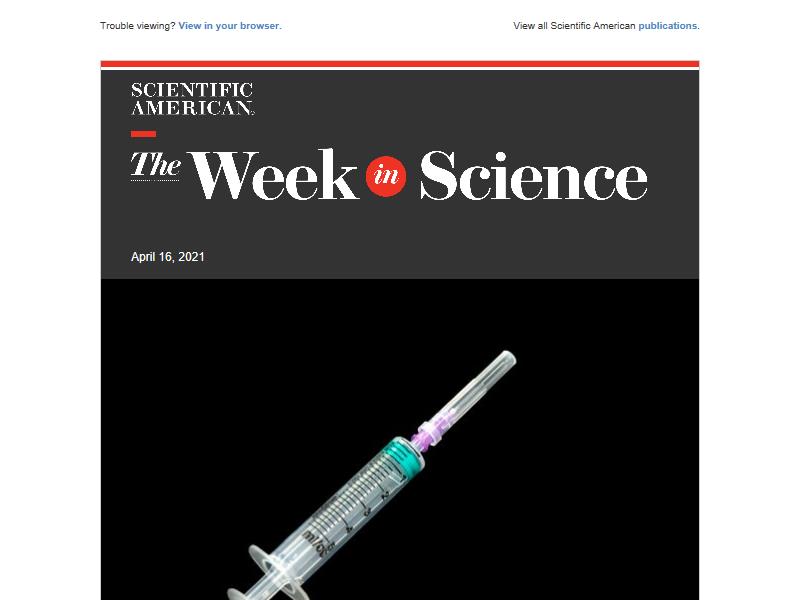 Trouble viewing? View in your browser.
View all Scientific American publications.
SCIENTIFIC
AMERICAN
The Week in Science
April 16, 2021